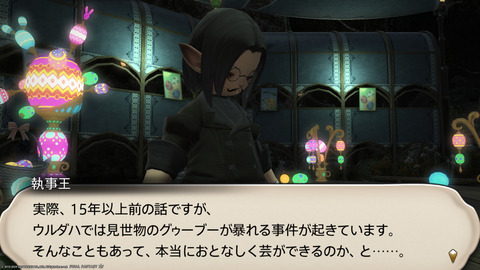 執事王
実際、15年以上前の話ですが、
ウルダハでは見世物のグゥーブーが暴れる事件が起きています。
そんなこともあって、本当におとなしく芸ができるのか、と……。